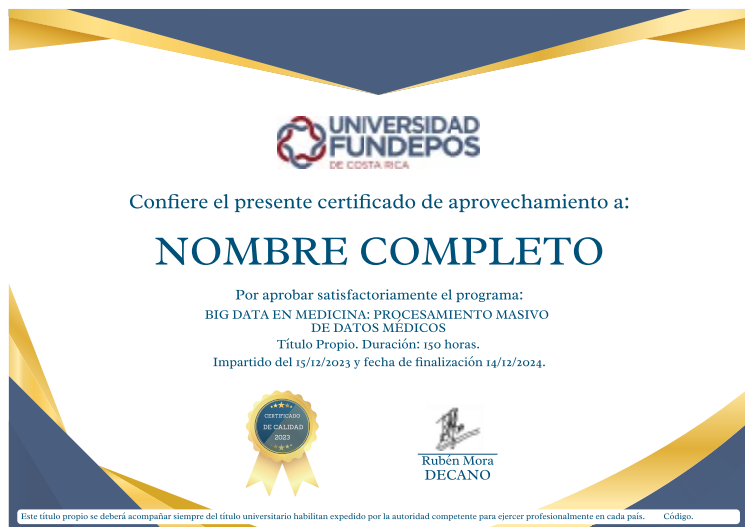 UNIVERSIDAD
FUNDEPOS
DE COSTA RICA
Confiere el presente certificado de aprovechamiento a:
NOMBRE COMPLETO
Por aprobar satisfactoriamente el programa:
BIG DATA EN MEDICINA: PROCESAMIENTO MASIVO
DE DATOS MÉDICOS
Título Propio. Duración: 150 horas.
Impartido del 15/12/2023 y fecha de finalización 14/12/2024.
CERTIFICADO
DE CALIDAD
2023
Rubén Mora
DECANO
Este título propio se deberá acompañar siempre del título universitario habilitan expedido por la autoridad competente para ejercer profesionalmente en cada país. Código.